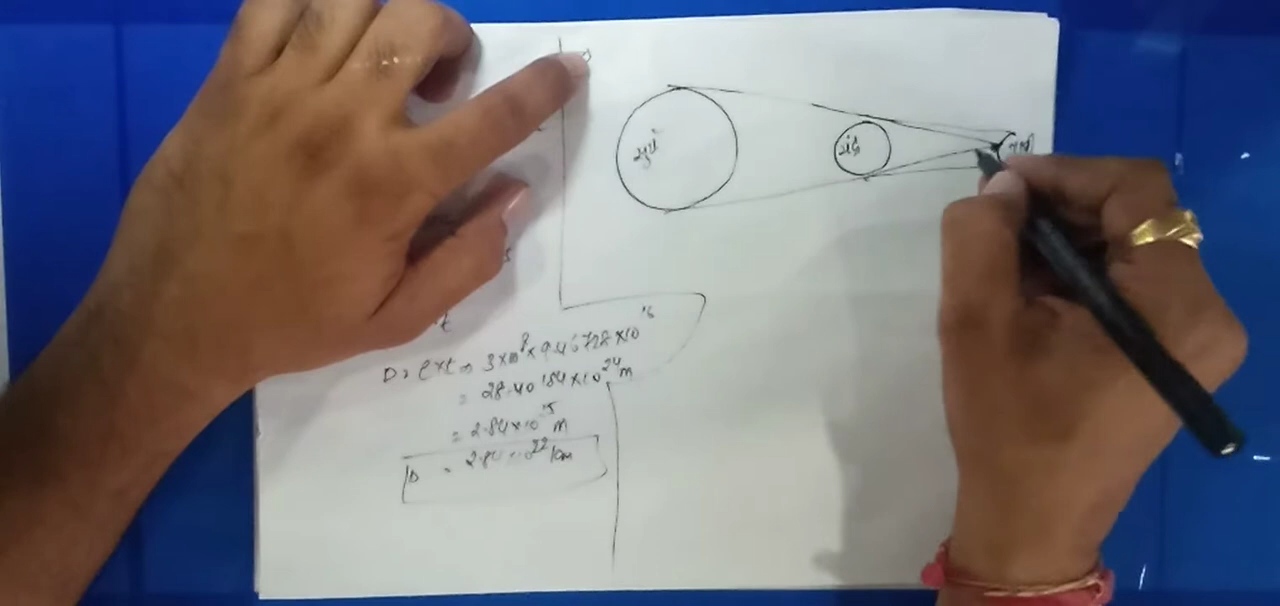 સૂર્ય
ચંદ્ર
D = c×t = 3×10⁸×9.46728×10¹⁶
= 28.40184×10²⁴ m
= 2.84×10²⁵ m
D = 2.84×10²² km